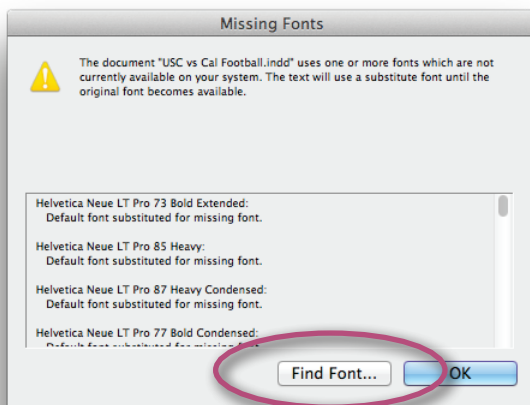 Missing Fonts
The document "USC vs Cal Football.indd" uses one or more fonts which are not
currently available on your system. The text will use a substitute font until the
original font becomes available.
Helvetica Neue LT Pro 73 Bold Extended:
Default font substituted for missing font.
Helvetica Neue LT Pro 85 Heavy:
Default font substituted for missing font.
Helvetica Neue LT Pro 87 Heavy Condensed:
Default font substituted for missing font.
Helvetica Neue LT Pro 77 Bold Condensed:
Find Font...
OK